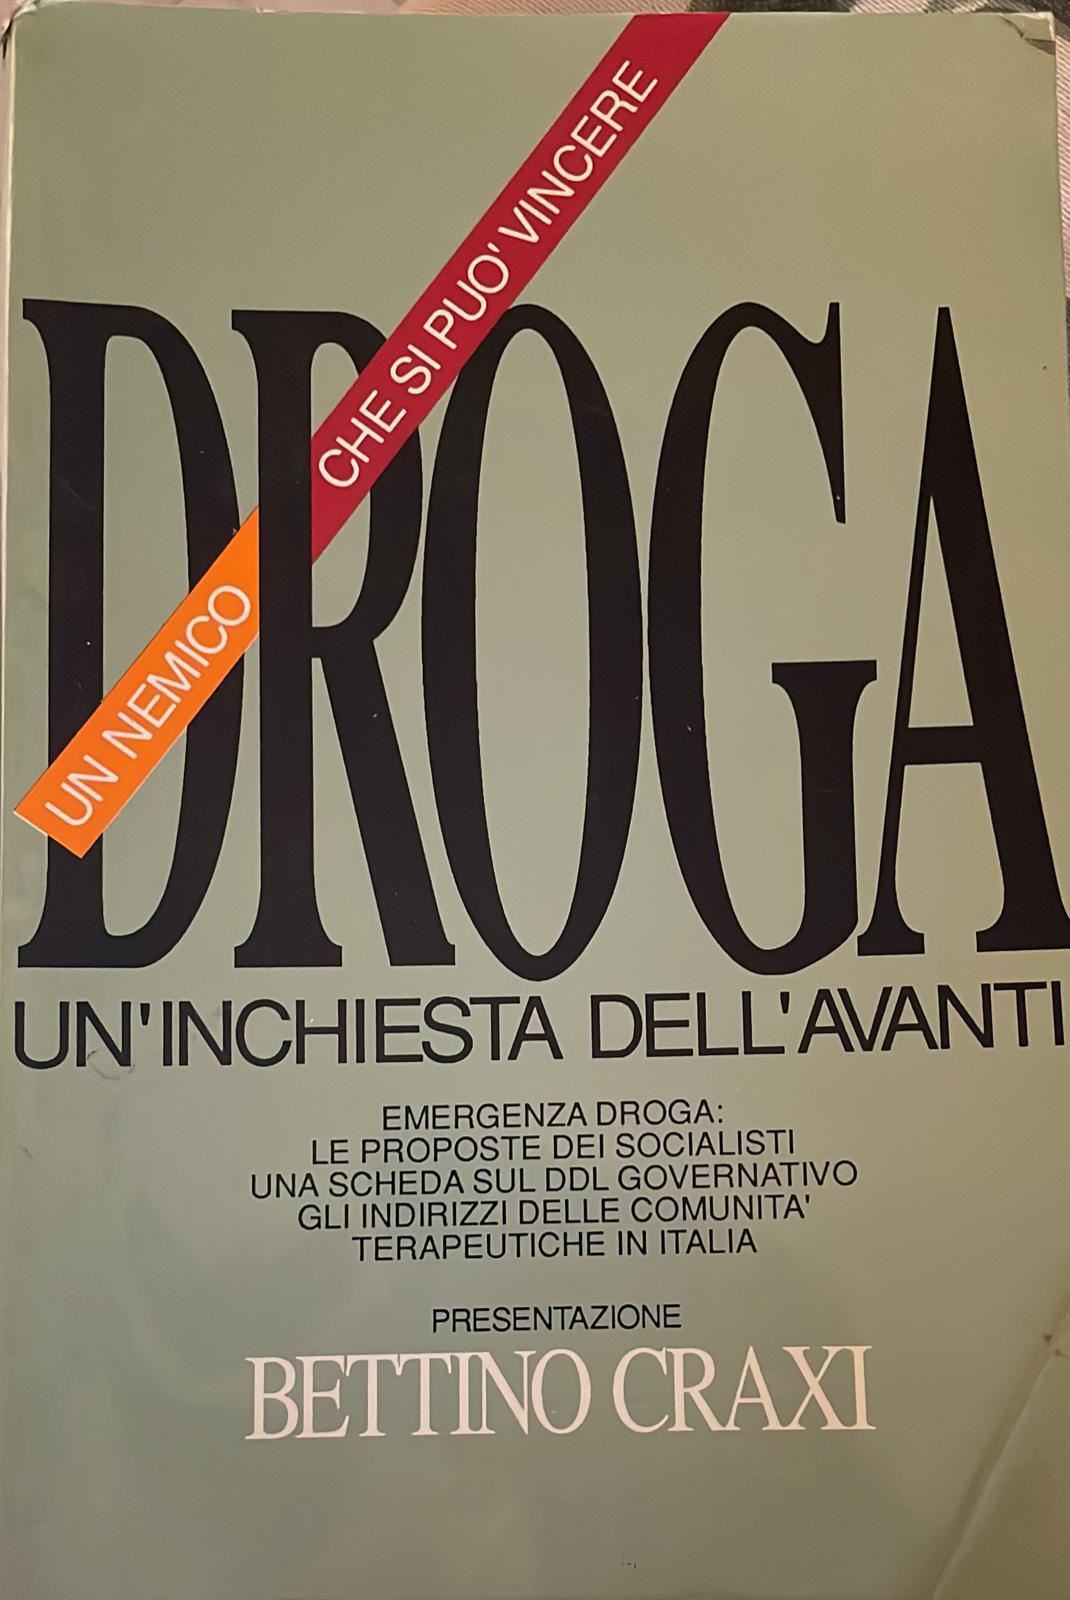 DROGA
UN NEMICO
CHE SI PUO' VINCERE
UN'INCHIESTA DELL'AVANTI
EMERGENZA DROGA:
LE PROPOSTE DEI SOCIALISTI
UNA SCHEDA SUL DDL GOVERNATIVO
GLI INDIRIZZI DELLE COMUNITA'
TERAPEUTICHE IN ITALIA
PRESENTAZIONE
BETTINO CRAXI